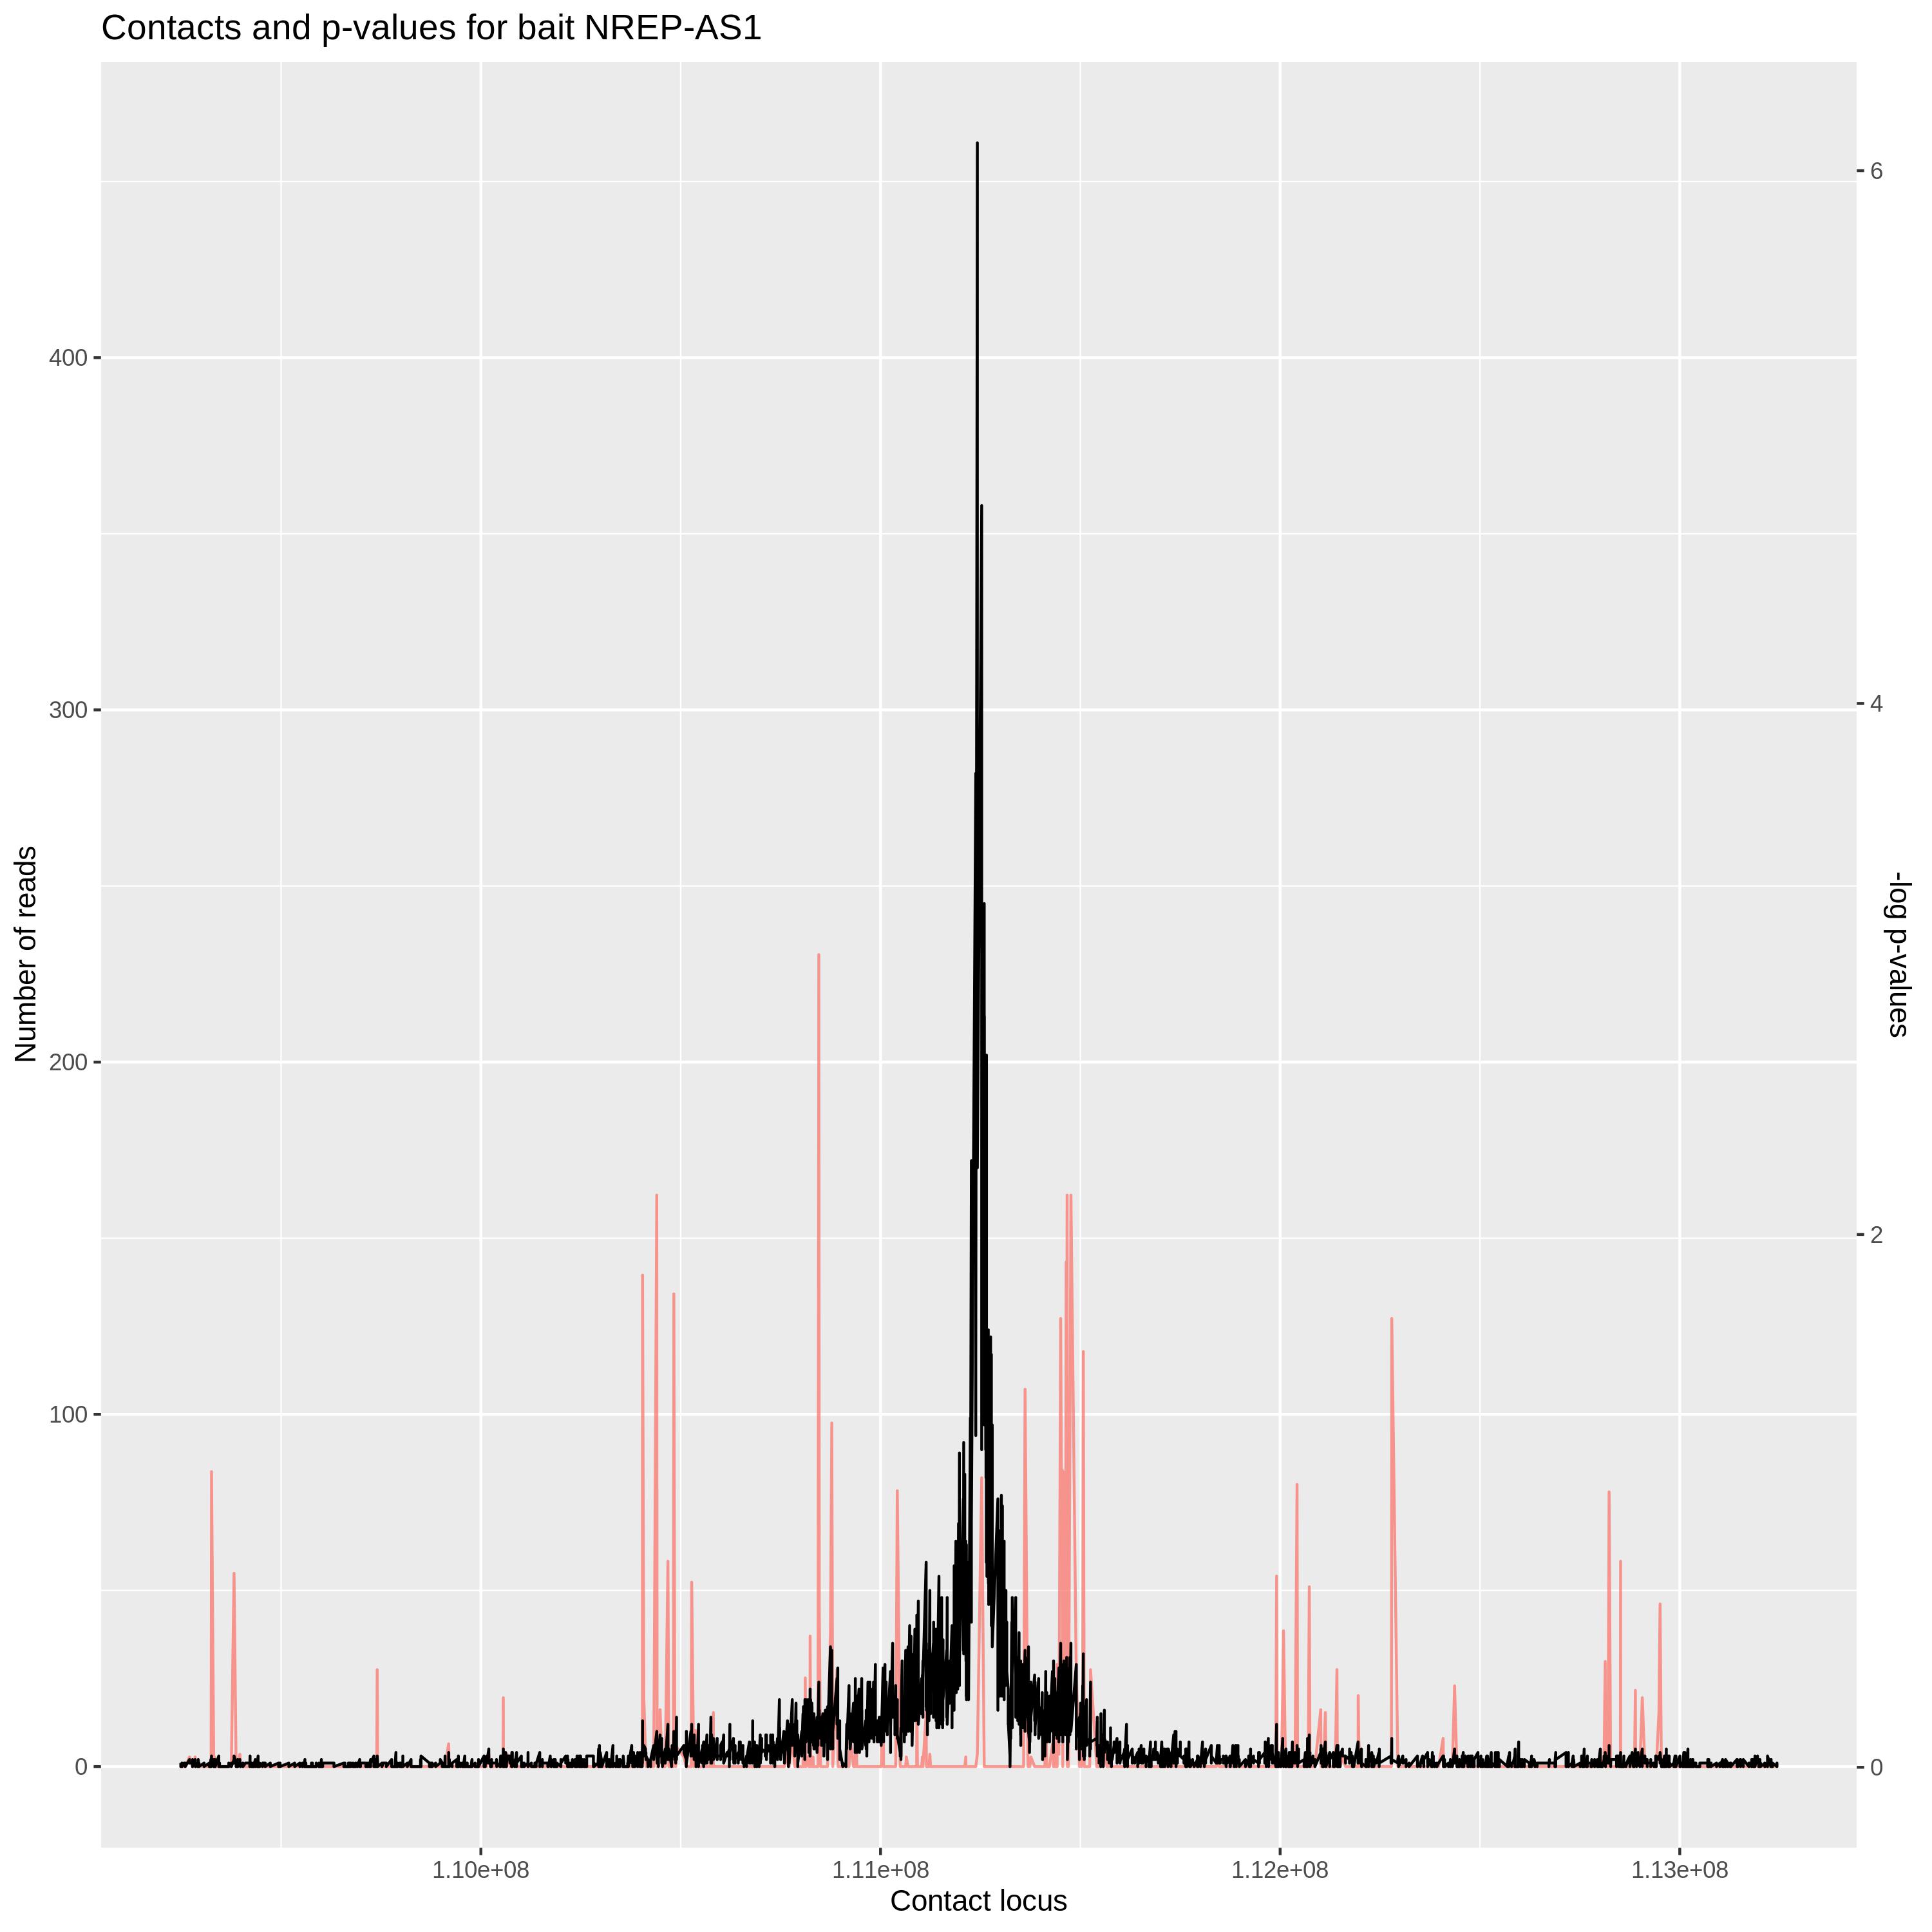 Contacts and p-values for bait NREP-AS1
Number of reads
400
300
200
100
0
6
4
2
0
-log p-values
1.10e+08
1.11e+08
1.12e+08
1.13e+08
Contact locus